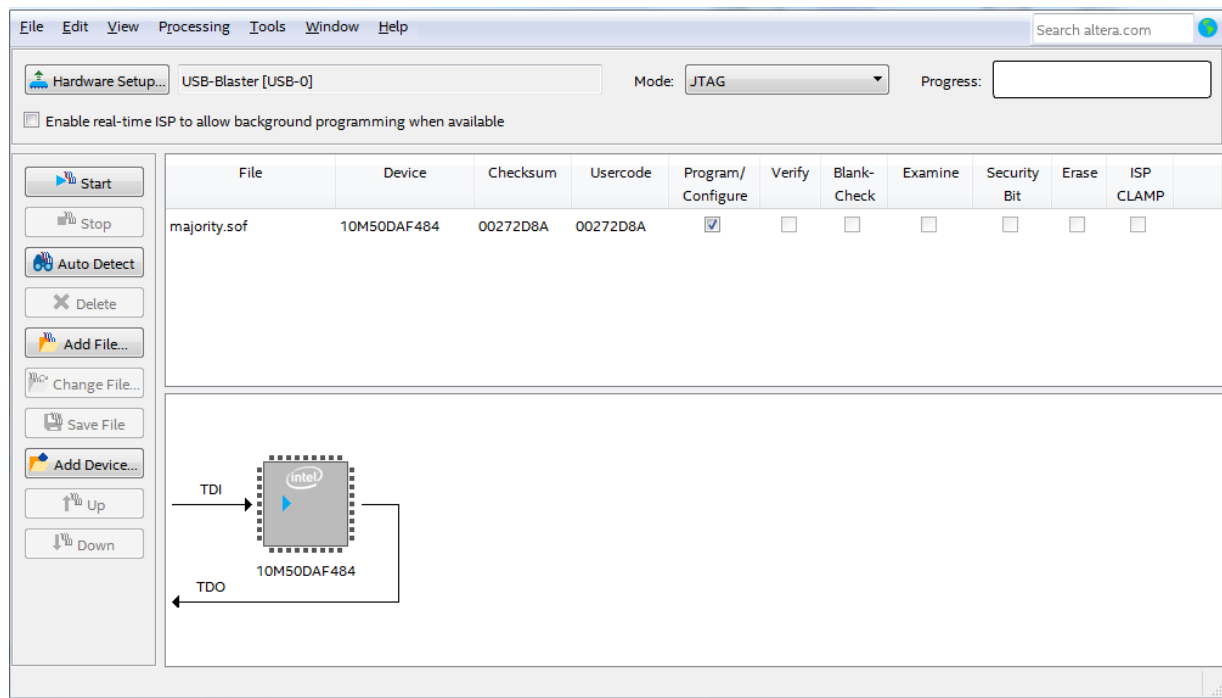 File Edit View Processing Tools Window Help Search altera.com
Hardware Setup... USB-Blaster [USB-0] Mode: JTAG Progress:
Enable real-time ISP to allow background programming when available
Start
Stop
Auto Detect
Delete
Add File...
Change File...
Save File
Add Device...
Up
Down
File Device Checksum Usercode Program/ Verify Blank- Examine Security Erase ISP
Configure Check Bit CLAMP
majority.sof 10M50DAF484 00272D8A 00272D8A
intel
TDI
10M50DAF484
TDO